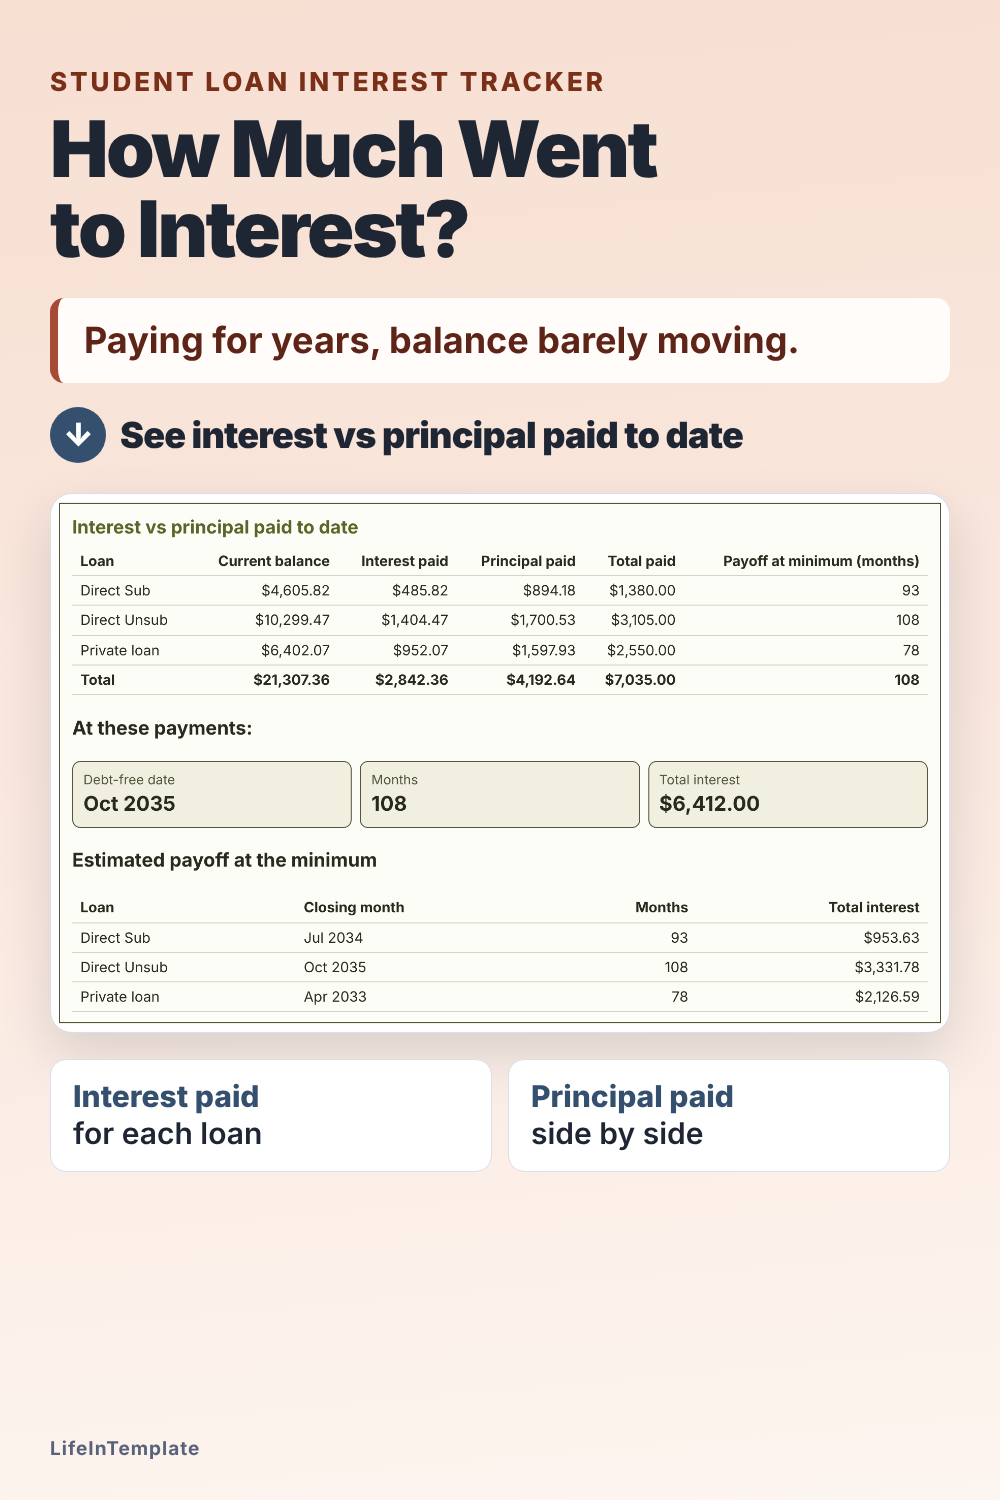 STUDENT LOAN INTEREST TRACKER
How Much Went
to Interest?
Paying for years, balance barely moving.
See interest vs principal paid to date
Interest vs principal paid to date
Loan Current balance Interest paid Principal paid Total paid Payoff at minimum (months)
Direct Sub $4,605.82 $485.82 $894.18 $1,380.00 93
Direct Unsub $10,299.47 $1,404.47 $1,700.53 $3,105.00 108
Private loan $6,402.07 $952.07 $1,597.93 $2,550.00 78
Total $21,307.36 $2,842.36 $4,192.64 $7,035.00 108
At these payments:
Debt-free date Months Total interest
Oct 2035 108 $6,412.00
Estimated payoff at the minimum
Loan Closing month Months Total interest
Direct Sub Jul 2034 93 $953.63
Direct Unsub Oct 2035 108 $3,331.78
Private loan Apr 2033 78 $2,126.59
Interest paid
for each loan
Principal paid
side by side
LifeInTemplate